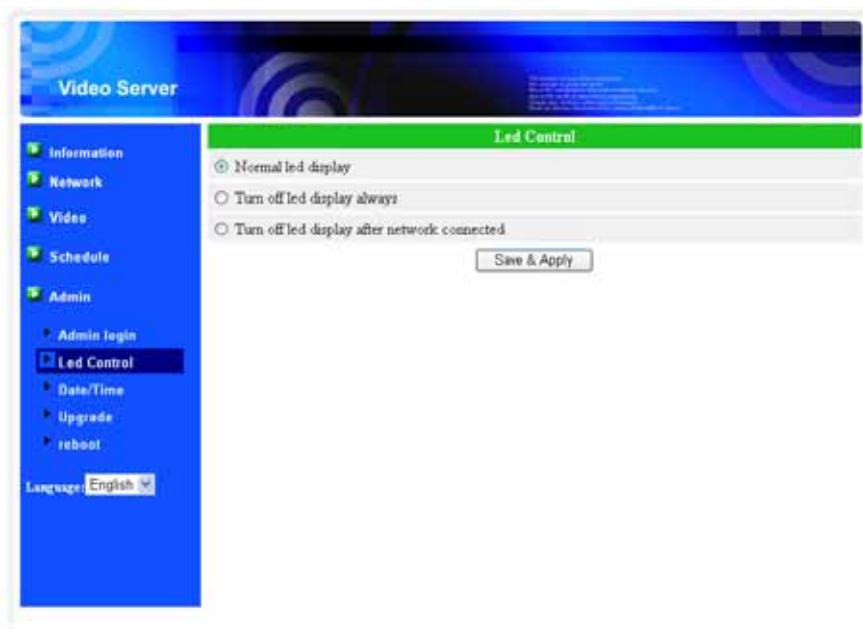 Video Server
Information
Network
Video
Schedule
Admin
Admin login
Led Control
Date/Time
Upgrade
reboot
Language: English
Led Control
Normal led display
Turn off led display always
Turn off led display after network connected
Save & Apply